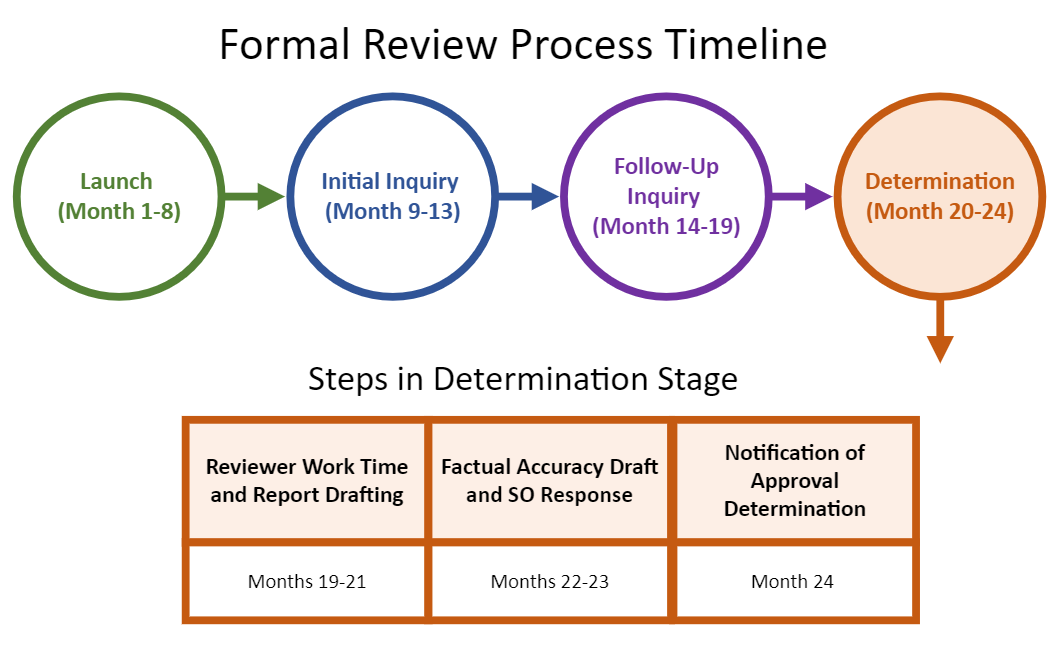 Formal Review Process Timeline
Launch
(Month 1-8)
Initial Inquiry
(Month 9-13)
Follow-Up
Inquiry
(Month 14-19)
Determination
(Month 20-24)
Steps in Determination Stage
Reviewer Work Time
and Report Drafting
Factual Accuracy Draft
and SO Response
Notification of
Approval
Determination
Months 19-21
Months 22-23
Month 24